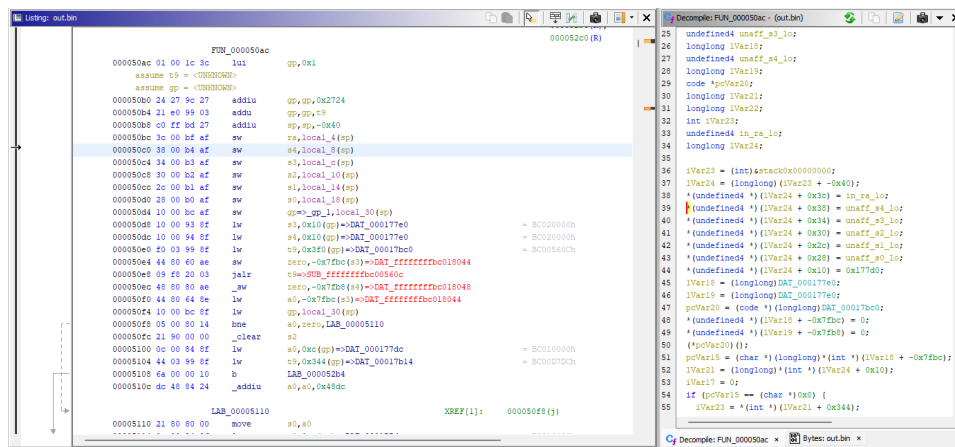 Listing: out.bin
000052c0(R)
FUN_000050ac
000050ac 01 00 1c 3c lui gp,0x1
assume t9 = <UNKNOWN>
assume gp = <UNKNOWN>
000050b0 24 27 9c 27 addiu gp,gp,0x2724
000050b4 21 e0 99 03 addu gp,gp,t9
000050b8 c0 ff bd 27 addiu sp,sp,-0x40
000050bc 3c 00 bf af sw ra,local_4(sp)
000050c0 38 00 b4 af sw s4,local_8(sp)
000050c4 34 00 b3 af sw s3,local_c(sp)
000050c8 30 00 b2 af sw s2,local_10(sp)
000050cc 2c 00 b1 af sw s1,local_14(sp)
000050d0 28 00 b0 af sw s0,local_18(sp)
000050d4 10 00 bc af sw gp=>_gp_1,local_30(sp)
000050d8 10 00 93 8f lw s3,0x10(gp)=>DAT_000177e0 = BC020000h
000050dc 10 00 94 8f lw s4,0x10(gp)=>DAT_000177e0 = BC020000h
000050e0 f0 03 99 8f lw t9,0x3f0(gp)=>DAT_00017bc0 = BC00560Ch
000050e4 44 80 60 ae sw zero,-0x7fbc(s3)=>DAT_ffffffffbc018044
000050e8 09 f8 20 03 jalr t9=>SUB_ffffffffbc00560c
000050ec 48 80 80 ae _sw zero,-0x7fb8(s4)=>DAT_ffffffffbc018048
000050f0 44 80 64 8e lw a0,-0x7fbc(s3)=>DAT_ffffffffbc018044
000050f4 10 00 bc 8f lw gp,local_30(sp)
000050f8 05 00 80 14 bne a0,zero,LAB_00005110
000050fc 21 90 00 00 _clear s2
00005100 0c 00 84 8f lw a0,0xc(gp)=>DAT_000177dc = BC010000h
00005104 44 03 99 8f lw t9,0x344(gp)=>DAT_00017b14 = BC00D7DCh
00005108 6a 00 00 10 b LAB_000052b4
0000510c dc 48 84 24 _addiu a0,a0,0x48dc
LAB_00005110 XREF[1]: 000050f8(j)
00005110 21 80 80 00 move s0,a0
Decompile: FUN_000050ac - (out.bin)
25 undefined4 unaff_s3_lo;
26 longlong lVar18;
27 undefined4 unaff_s4_lo;
28 longlong lVar19;
29 code *pcVar20;
30 longlong lVar21;
31 longlong lVar22;
32 int iVar23;
33 undefined4 in_ra_lo;
34 longlong lVar24;
35
36 iVar23 = (int)&stack0x00000000;
37 lVar24 = (longlong)(iVar23 + -0x40);
38 *(undefined4 *)(lVar24 + 0x3c) = in_ra_lo;
39 *(undefined4 *)(lVar24 + 0x38) = unaff_s4_lo;
40 *(undefined4 *)(lVar24 + 0x34) = unaff_s3_lo;
41 *(undefined4 *)(lVar24 + 0x30) = unaff_s2_lo;
42 *(undefined4 *)(lVar24 + 0x2c) = unaff_s1_lo;
43 *(undefined4 *)(lVar24 + 0x28) = unaff_s0_lo;
44 *(undefined4 *)(lVar24 + 0x10) = 0x177d0;
45 lVar18 = (longlong)DAT_000177e0;
46 lVar19 = (longlong)DAT_000177e0;
47 pcVar20 = (code *)(longlong)DAT_00017bc0;
48 *(undefined4 *)(lVar18 + -0x7fbc) = 0;
49 *(undefined4 *)(lVar19 + -0x7fb8) = 0;
50 (*pcVar20)();
51 pcVar15 = (char *)(longlong)*(int *)(lVar18 + -0x7fbc);
52 lVar21 = (longlong)*(int *)(lVar24 + 0x10);
53 iVar17 = 0;
54 if (pcVar15 == (char *)0x0) {
55 iVar23 = *(int *)(lVar21 + 0x344);
Decompile: FUN_000050ac × Bytes: out.bin ×